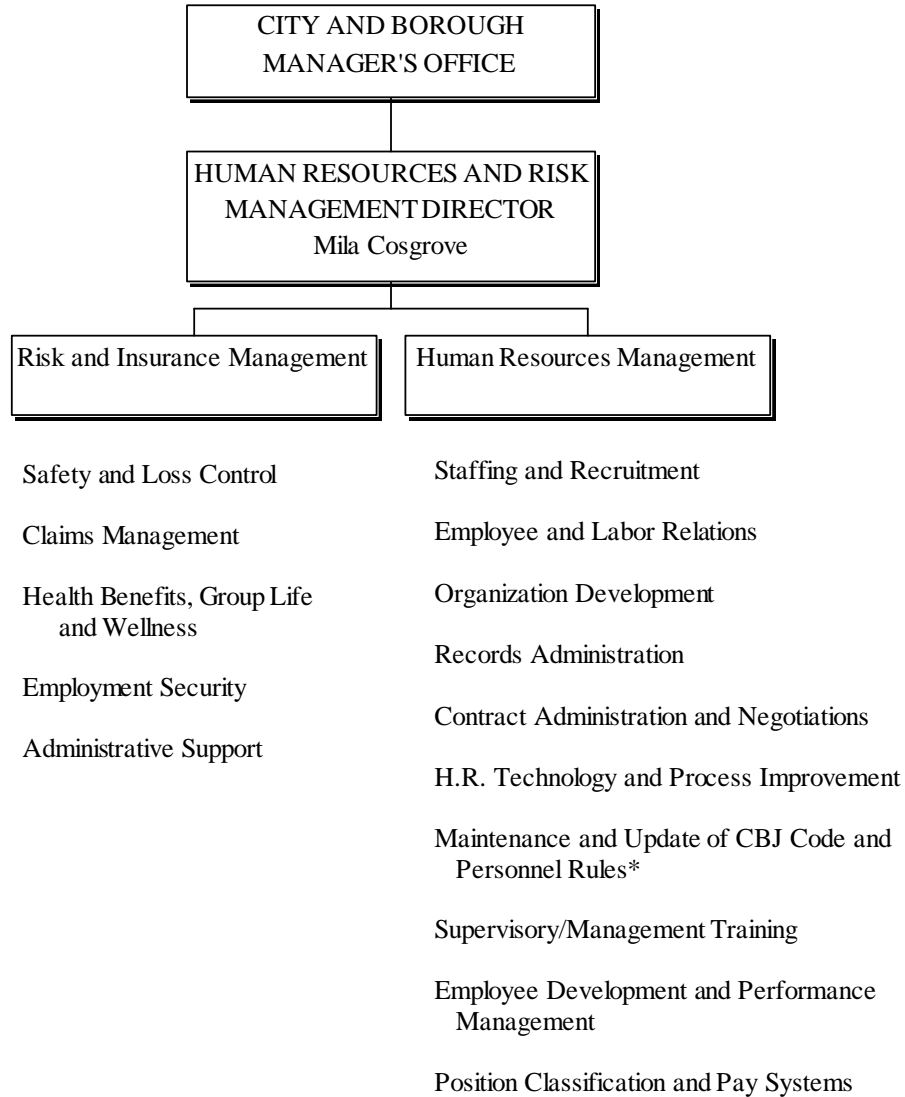 CITY AND BOROUGH
MANAGER'S OFFICE
HUMAN RESOURCES AND RISK
MANAGEMENT DIRECTOR
Mila Cosgrove
Risk and Insurance Management
Human Resources Management
Safety and Loss Control
Claims Management
Health Benefits, Group Life
and Wellness
Employment Security
Administrative Support
Staffing and Recruitment
Employee and Labor Relations
Organization Development
Records Administration
Contract Administration and Negotiations
H.R. Technology and Process Improvement
Maintenance and Update of CBJ Code and
Personnel Rules*
Supervisory/Management Training
Employee Development and Performance
Management
Position Classification and Pay Systems